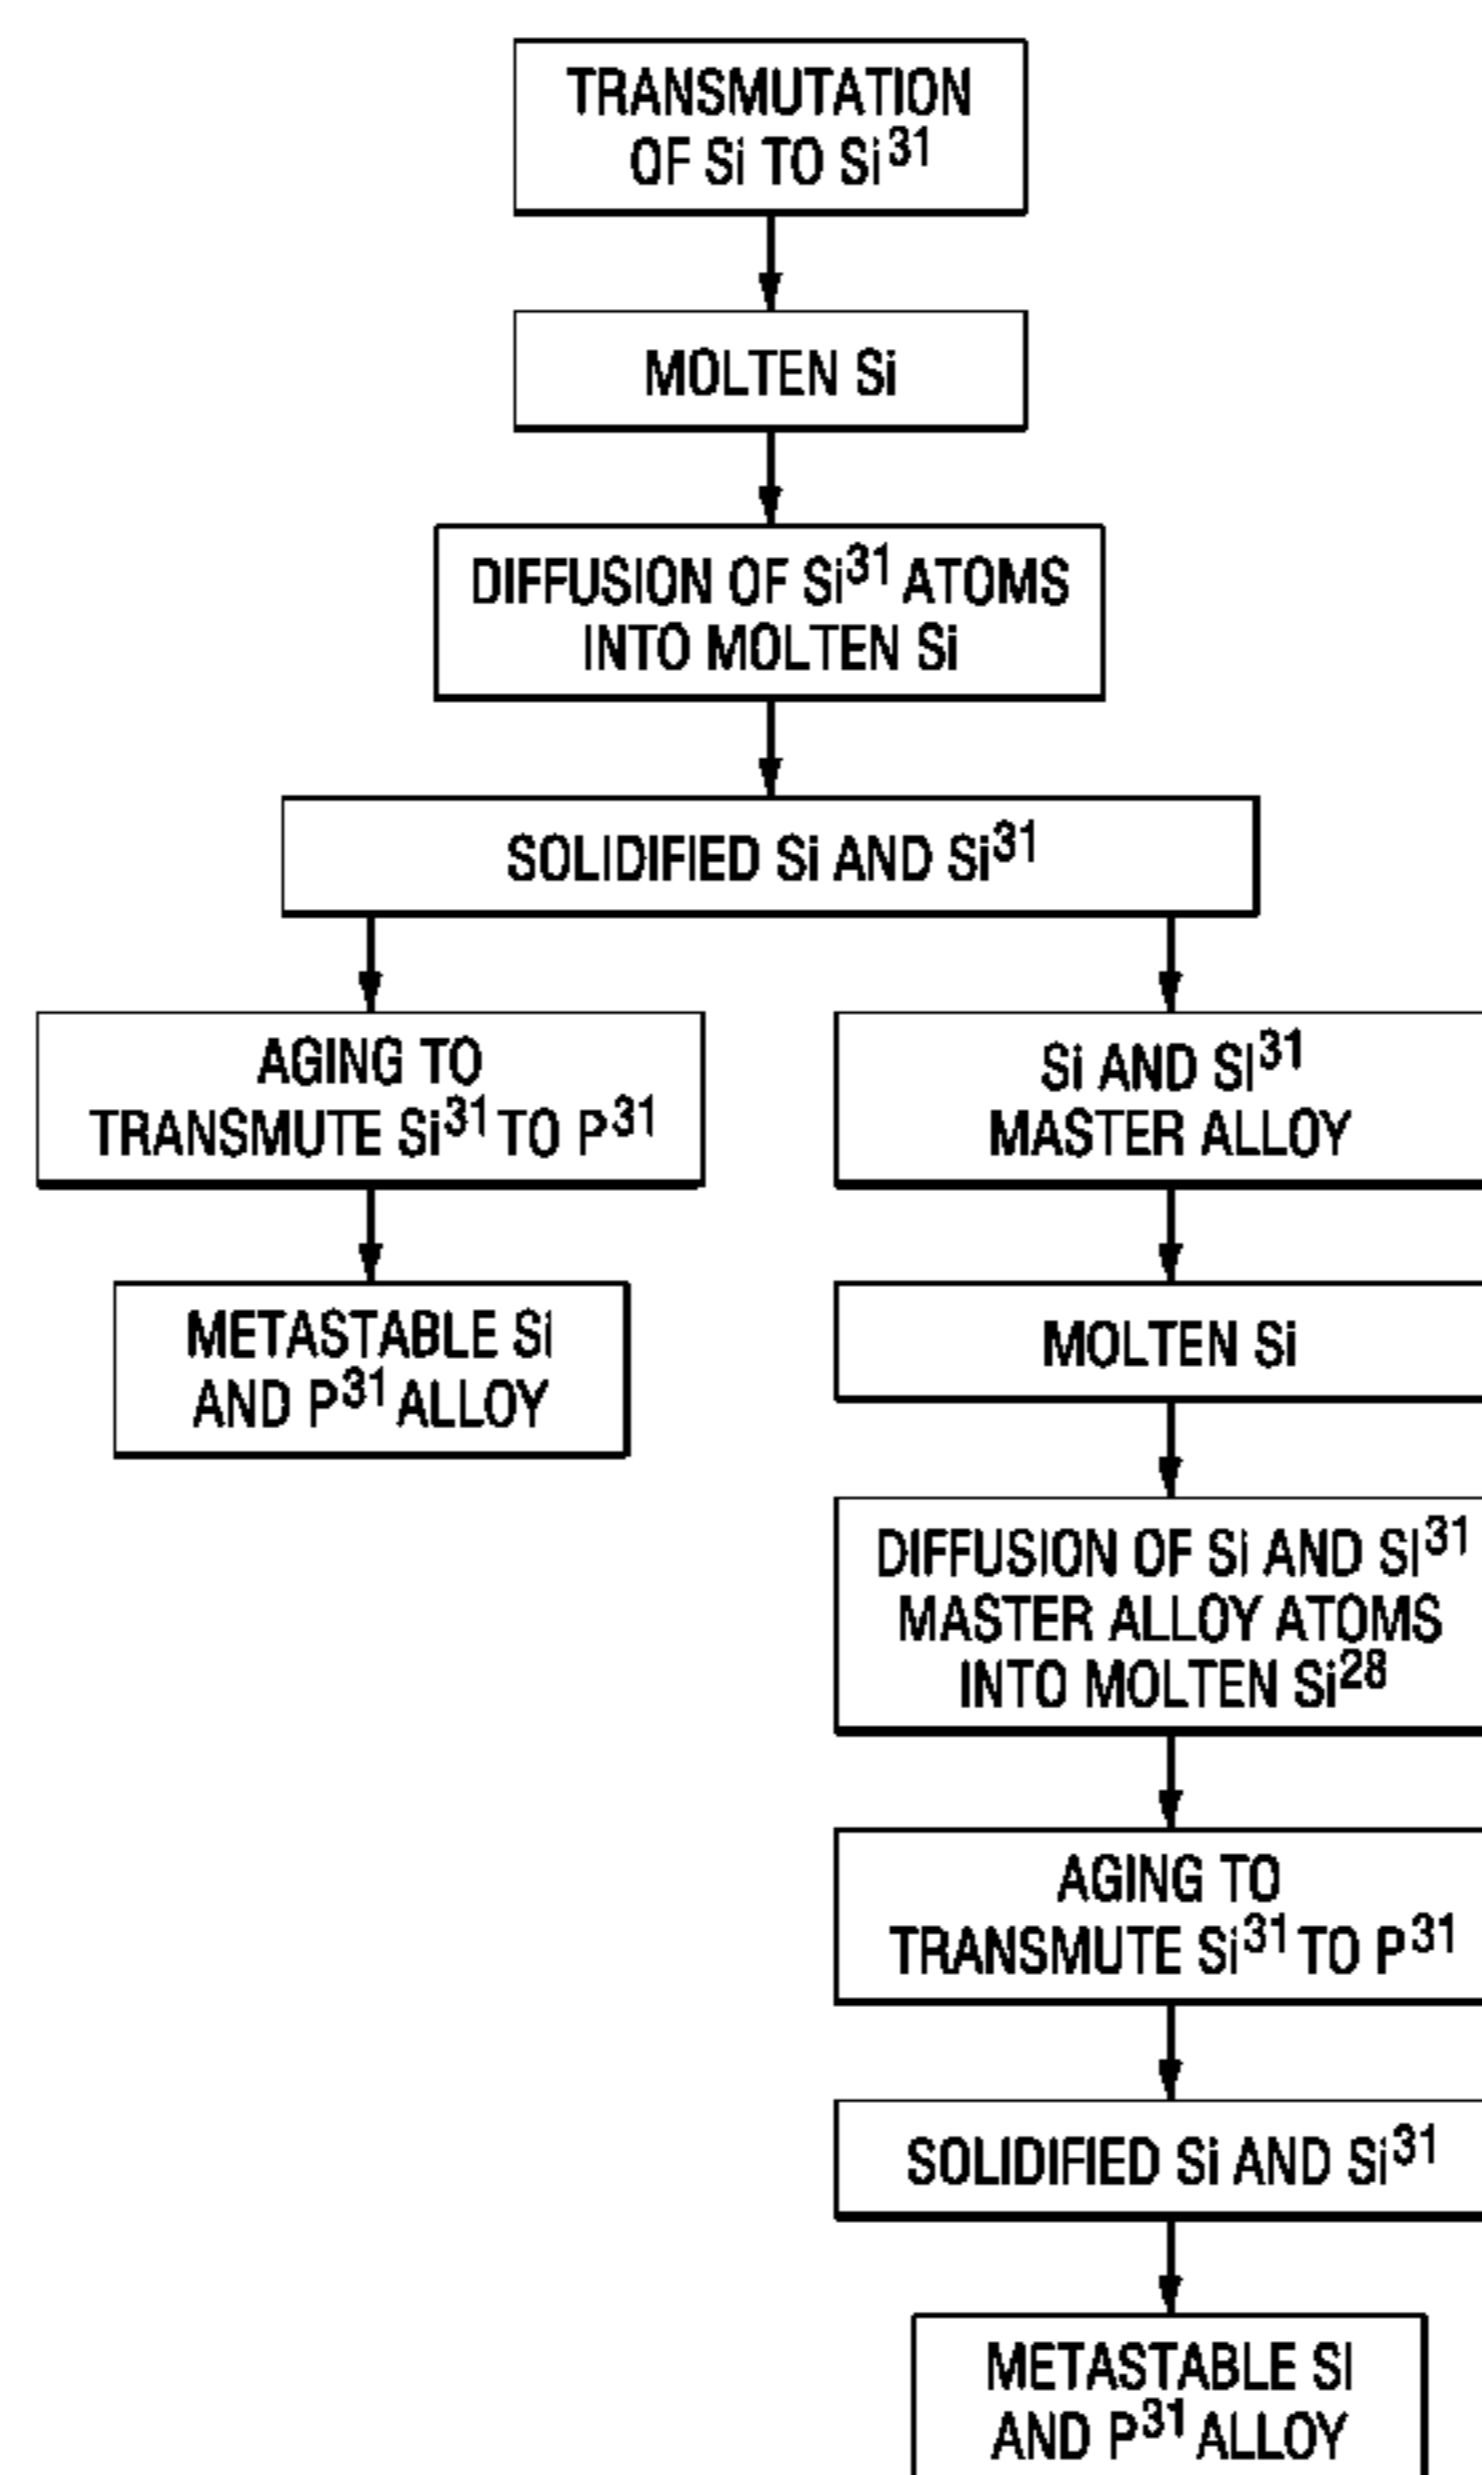 TRANSMUTATION
OF Si TO Si³¹
MOLTEN Si
DIFFUSION OF Si³¹ ATOMS
INTO MOLTEN Si
SOLIDIFIED Si AND Si³¹
AGING TO
TRANSMUTE Si³¹ TO P³¹
METASTABLE Si
AND P³¹ ALLOY
Si AND SI³¹
MASTER ALLOY
MOLTEN Si
DIFFUSION OF Si AND SI³¹
MASTER ALLOY ATOMS
INTO MOLTEN Si²⁸
AGING TO
TRANSMUTE Si³¹ TO P³¹
SOLIDIFIED Si AND Si³¹
METASTABLE SI
AND P³¹ ALLOY